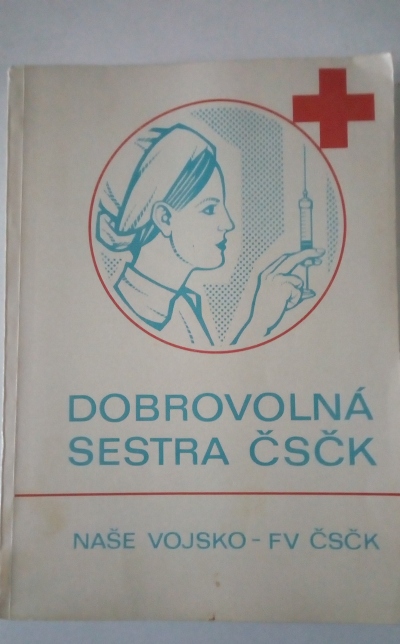 DOBROVOLNÁ
SESTRA ČSČK
NAŠE VOJSKO - FV ČSČK